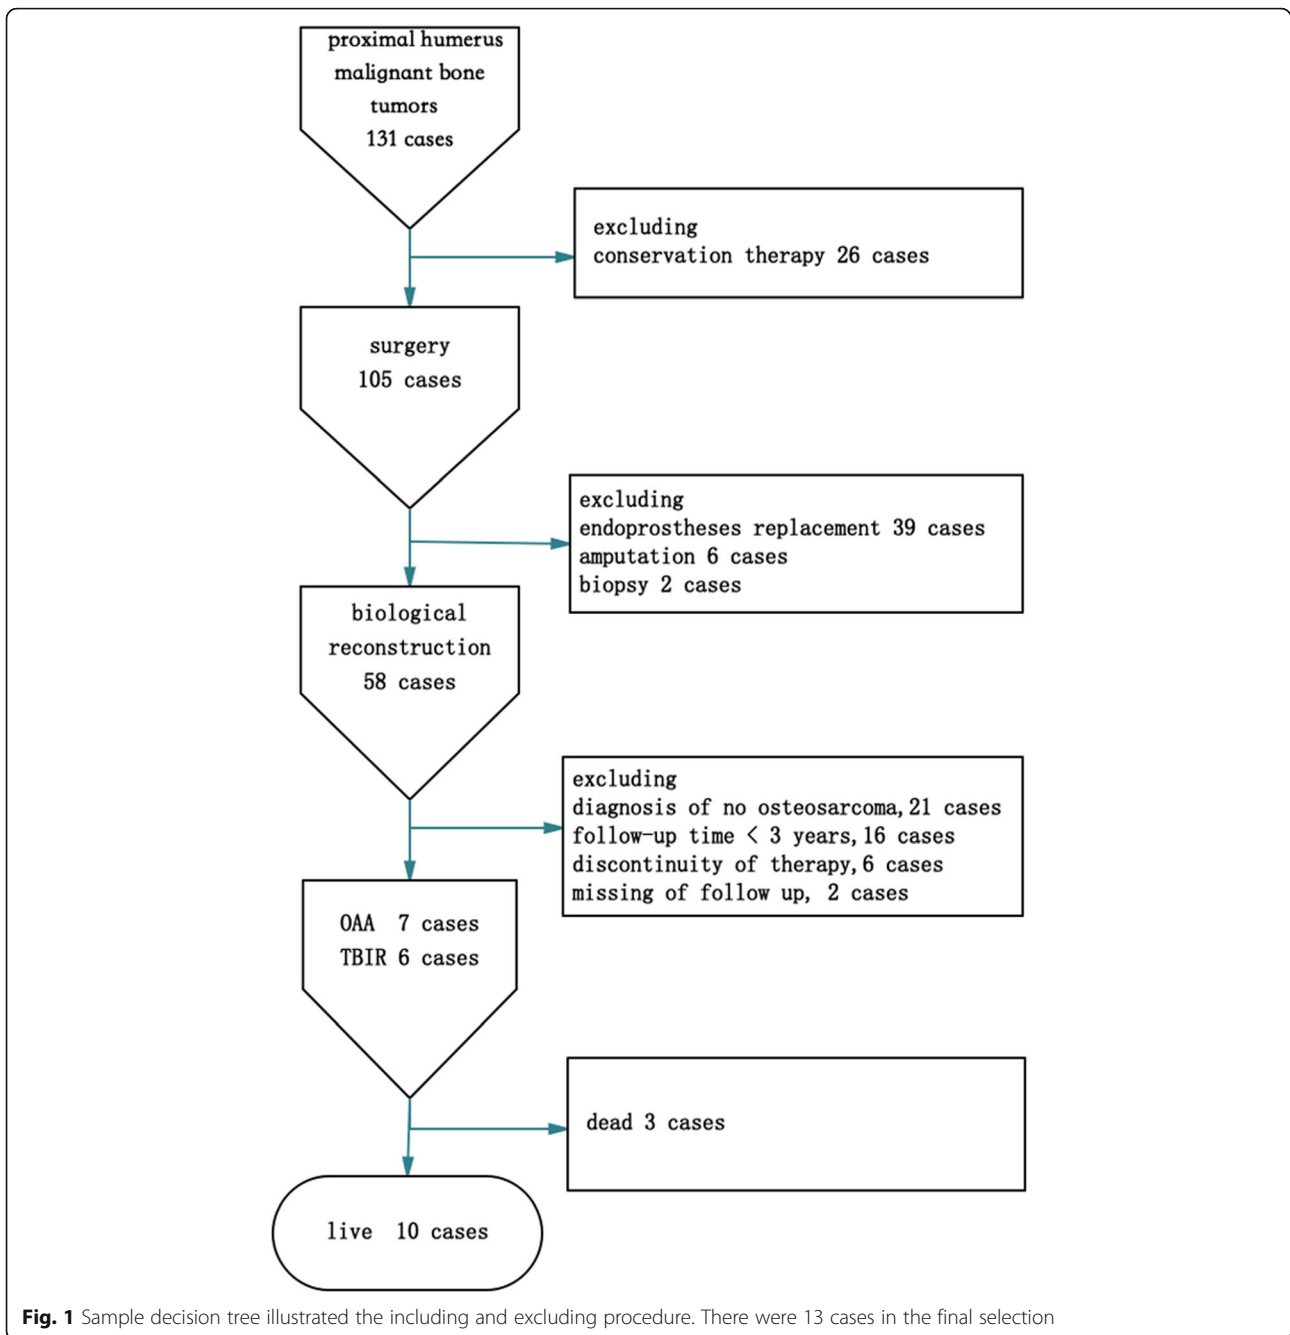 proximal humerus
malignant bone
tumors
131 cases
excluding
conservation therapy 26 cases
surgery
105 cases
excluding
endoprostheses replacement 39 cases
amputation 6 cases
biopsy 2 cases
biological
reconstruction
58 cases
excluding
diagnosis of no osteosarcoma, 21 cases
follow-up time < 3 years, 16 cases
discontinuity of therapy, 6 cases
missing of follow up, 2 cases
OAA 7 cases
TBIR 6 cases
dead 3 cases
live 10 cases
Fig. 1 Sample decision tree illustrated the including and excluding procedure. There were 13 cases in the final selection